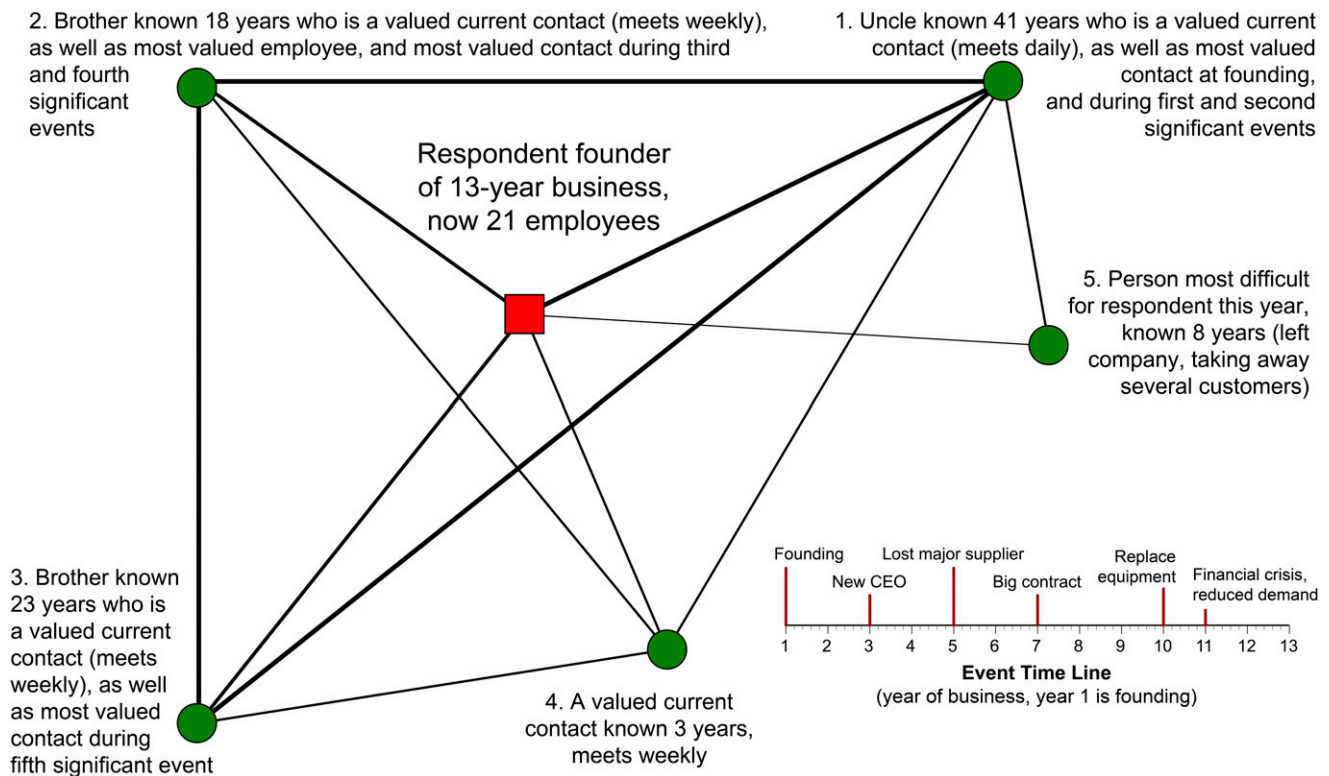 2. Brother known 18 years who is a valued current contact (meets weekly),
as well as most valued employee, and most valued contact during third
and fourth
significant
events
1. Uncle known 41 years who is a valued current
contact (meets daily), as well as most valued
contact at founding,
and during first and second
significant events
Respondent founder
of 13-year business,
now 21 employees
5. Person most difficult
for respondent this year,
known 8 years (left
company, taking away
several customers)
3. Brother known
23 years who is
a valued current
contact (meets
weekly), as well
as most valued
contact during
fifth significant event
4. A valued current
contact known 3 years,
meets weekly
Founding
New CEO
Lost major supplier
Big contract
Replace
equipment
Financial crisis,
reduced demand
1 2 3 4 5 6 7 8 9 10 11 12 13
Event Time Line
(year of business, year 1 is founding)